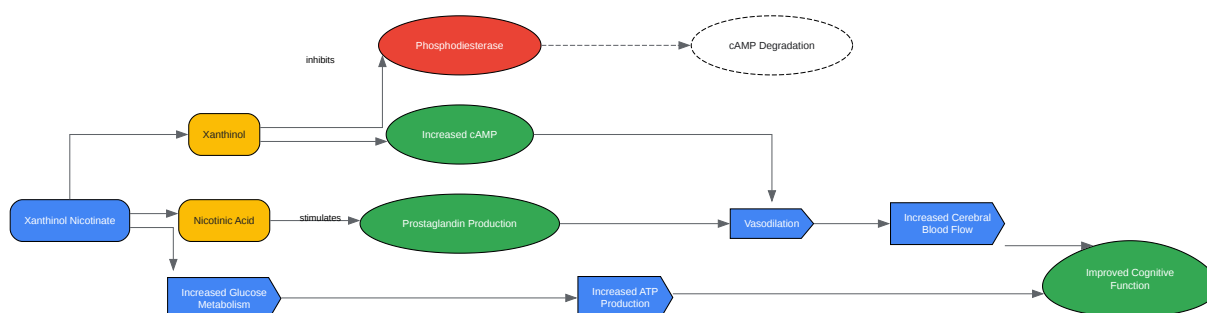 Phosphodiesterase
cAMP Degradation
inhibits
Xanthinol
Increased cAMP
Xanthinol Nicotinate
Nicotinic Acid
stimulates
Prostaglandin Production
Vasodilation
Increased Cerebral
Blood Flow
Increased Glucose
Metabolism
Increased ATP
Production
Improved Cognitive
Function